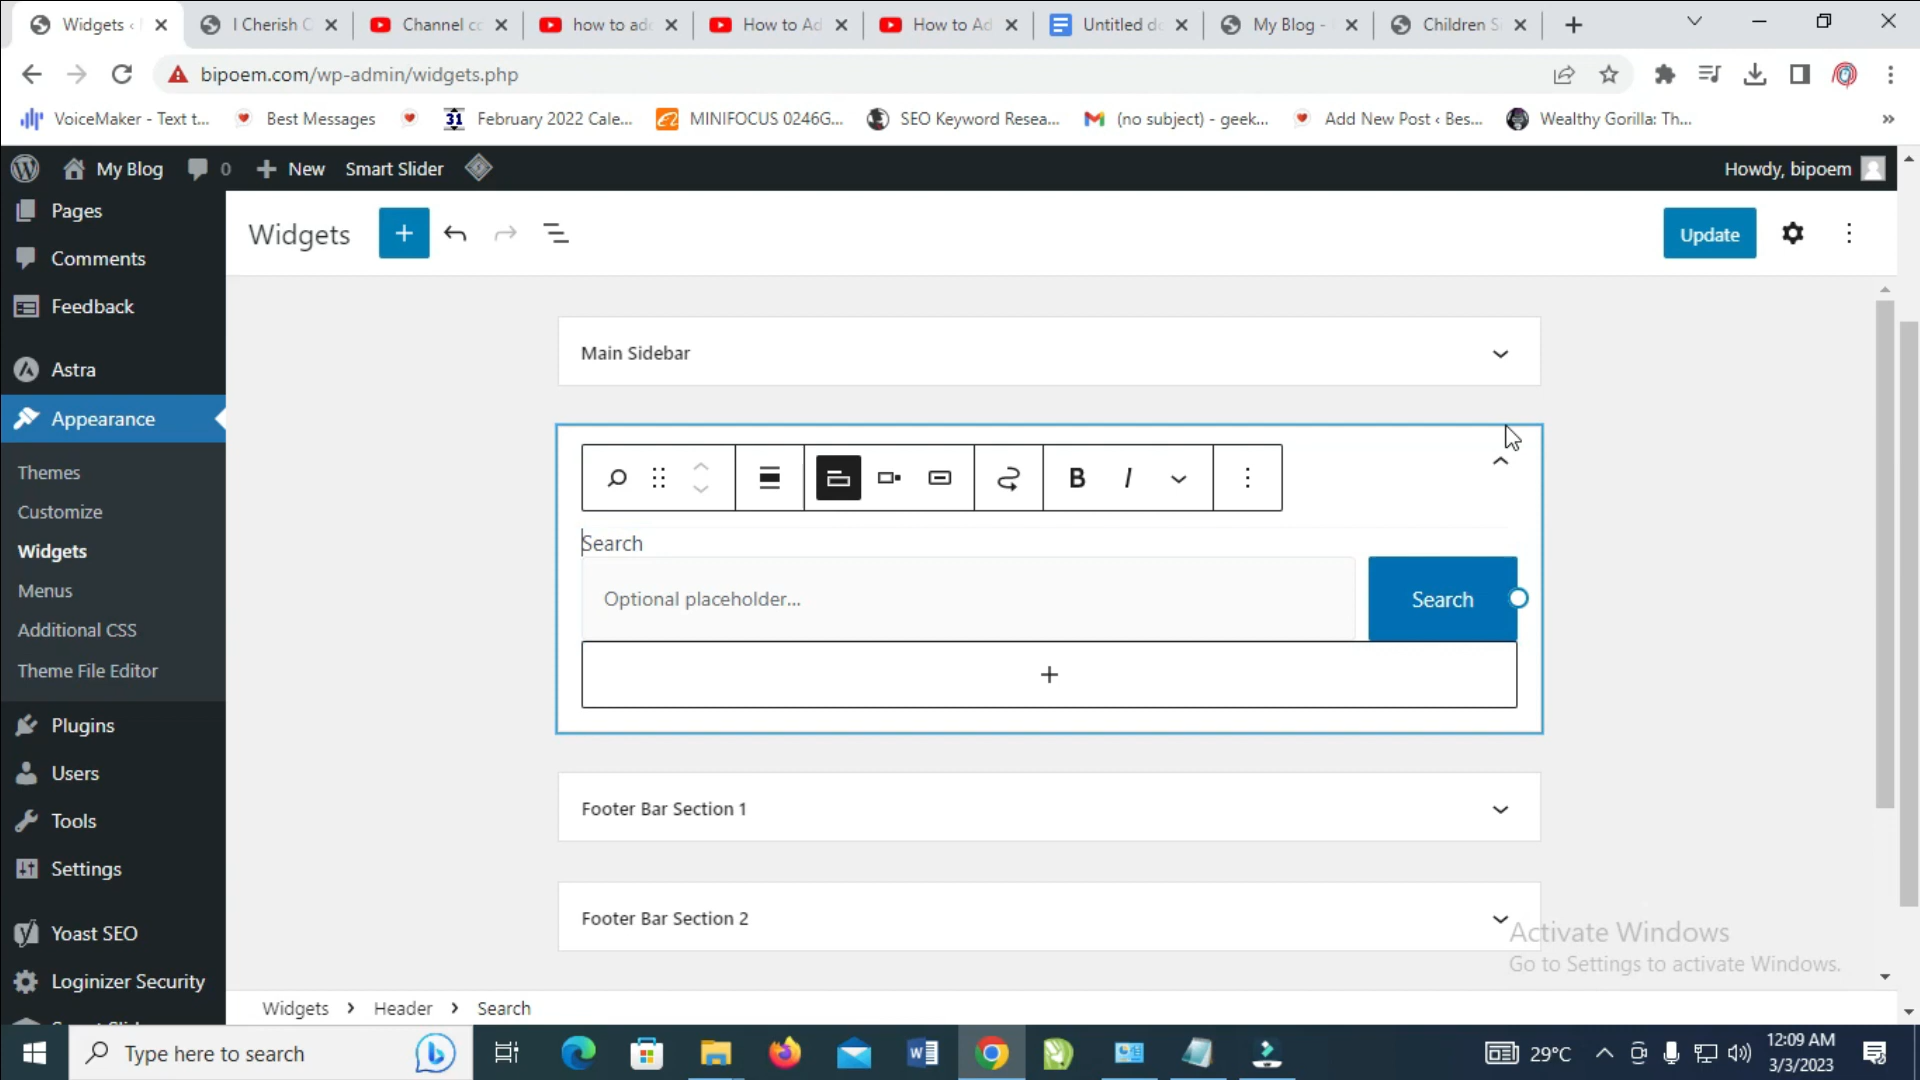 Widgets ‹
I Cherish C
Channel cc
how to add
How to Ad
How to Ad
Untitled do
My Blog -
Children S
bipoem.com/wp-admin/widgets.php
VoiceMaker - Text t...
Best Messages
31
February 2022 Cale...
MINIFOCUS 0246G...
SEO Keyword Resea...
(no subject) - geek...
Add New Post ‹ Bes...
Wealthy Gorilla: Th...
»
My Blog
0
New
Smart Slider
Howdy, bipoem
Pages
Comments
Feedback
Astra
Appearance
Themes
Customize
Widgets
Menus
Additional CSS
Theme File Editor
Plugins
Users
Tools
Settings
Yoast SEO
Loginizer Security
Widgets
Update
Main Sidebar
B I
Search
Optional placeholder...
Search
Footer Bar Section 1
Footer Bar Section 2
Activate Windows
Go to Settings to activate Windows.
Widgets > Header > Search
Type here to search
29°C
12:09 AM
3/3/2023